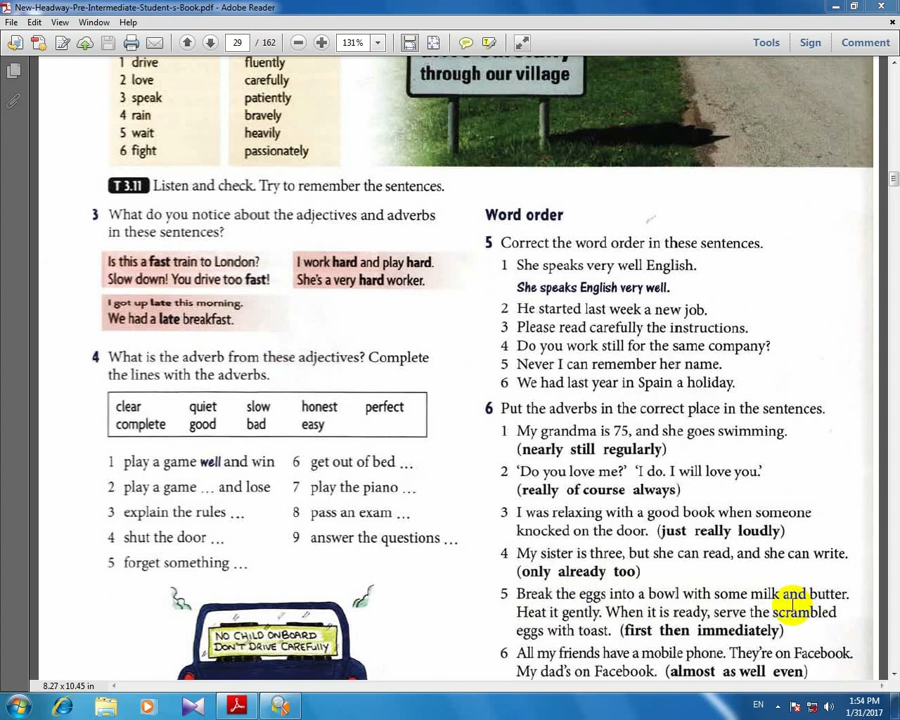 New-Headway-Pre-Intermediate-Student-s-Book.pdf - Adobe Reader
File Edit View Window Help
29 / 162 131% Tools Sign Comment
1 drive fluently
2 love carefully
3 speak patiently
4 rain bravely
5 wait heavily
6 fight passionately
through our village
T 3.11 Listen and check. Try to remember the sentences.
3 What do you notice about the adjectives and adverbs
in these sentences?
Is this a fast train to London?
Slow down! You drive too fast!
I work hard and play hard.
She's a very hard worker.
I got up late this morning.
We had a late breakfast.
4 What is the adverb from these adjectives? Complete
the lines with the adverbs.
clear quiet slow honest perfect
complete good bad easy
1 play a game well and win
2 play a game … and lose
3 explain the rules …
4 shut the door …
5 forget something …
6 get out of bed …
7 play the piano …
8 pass an exam …
9 answer the questions …
NO CHILD ON BOARD
DON'T DRIVE CAREFULLY
Word order
5 Correct the word order in these sentences.
1 She speaks very well English.
She speaks English very well.
2 He started last week a new job.
3 Please read carefully the instructions.
4 Do you work still for the same company?
5 Never I can remember her name.
6 We had last year in Spain a holiday.
6 Put the adverbs in the correct place in the sentences.
1 My grandma is 75, and she goes swimming.
(nearly still regularly)
2 'Do you love me?' 'I do. I will love you.'
(really of course always)
3 I was relaxing with a good book when someone
knocked on the door. (just really loudly)
4 My sister is three, but she can read, and she can write.
(only already too)
5 Break the eggs into a bowl with some milk and butter.
Heat it gently. When it is ready, serve the scrambled
eggs with toast. (first then immediately)
6 All my friends have a mobile phone. They're on Facebook.
My dad's on Facebook. (almost as well even)
8.27 x 10.45 in
EN 1:54 PM
1/31/2017